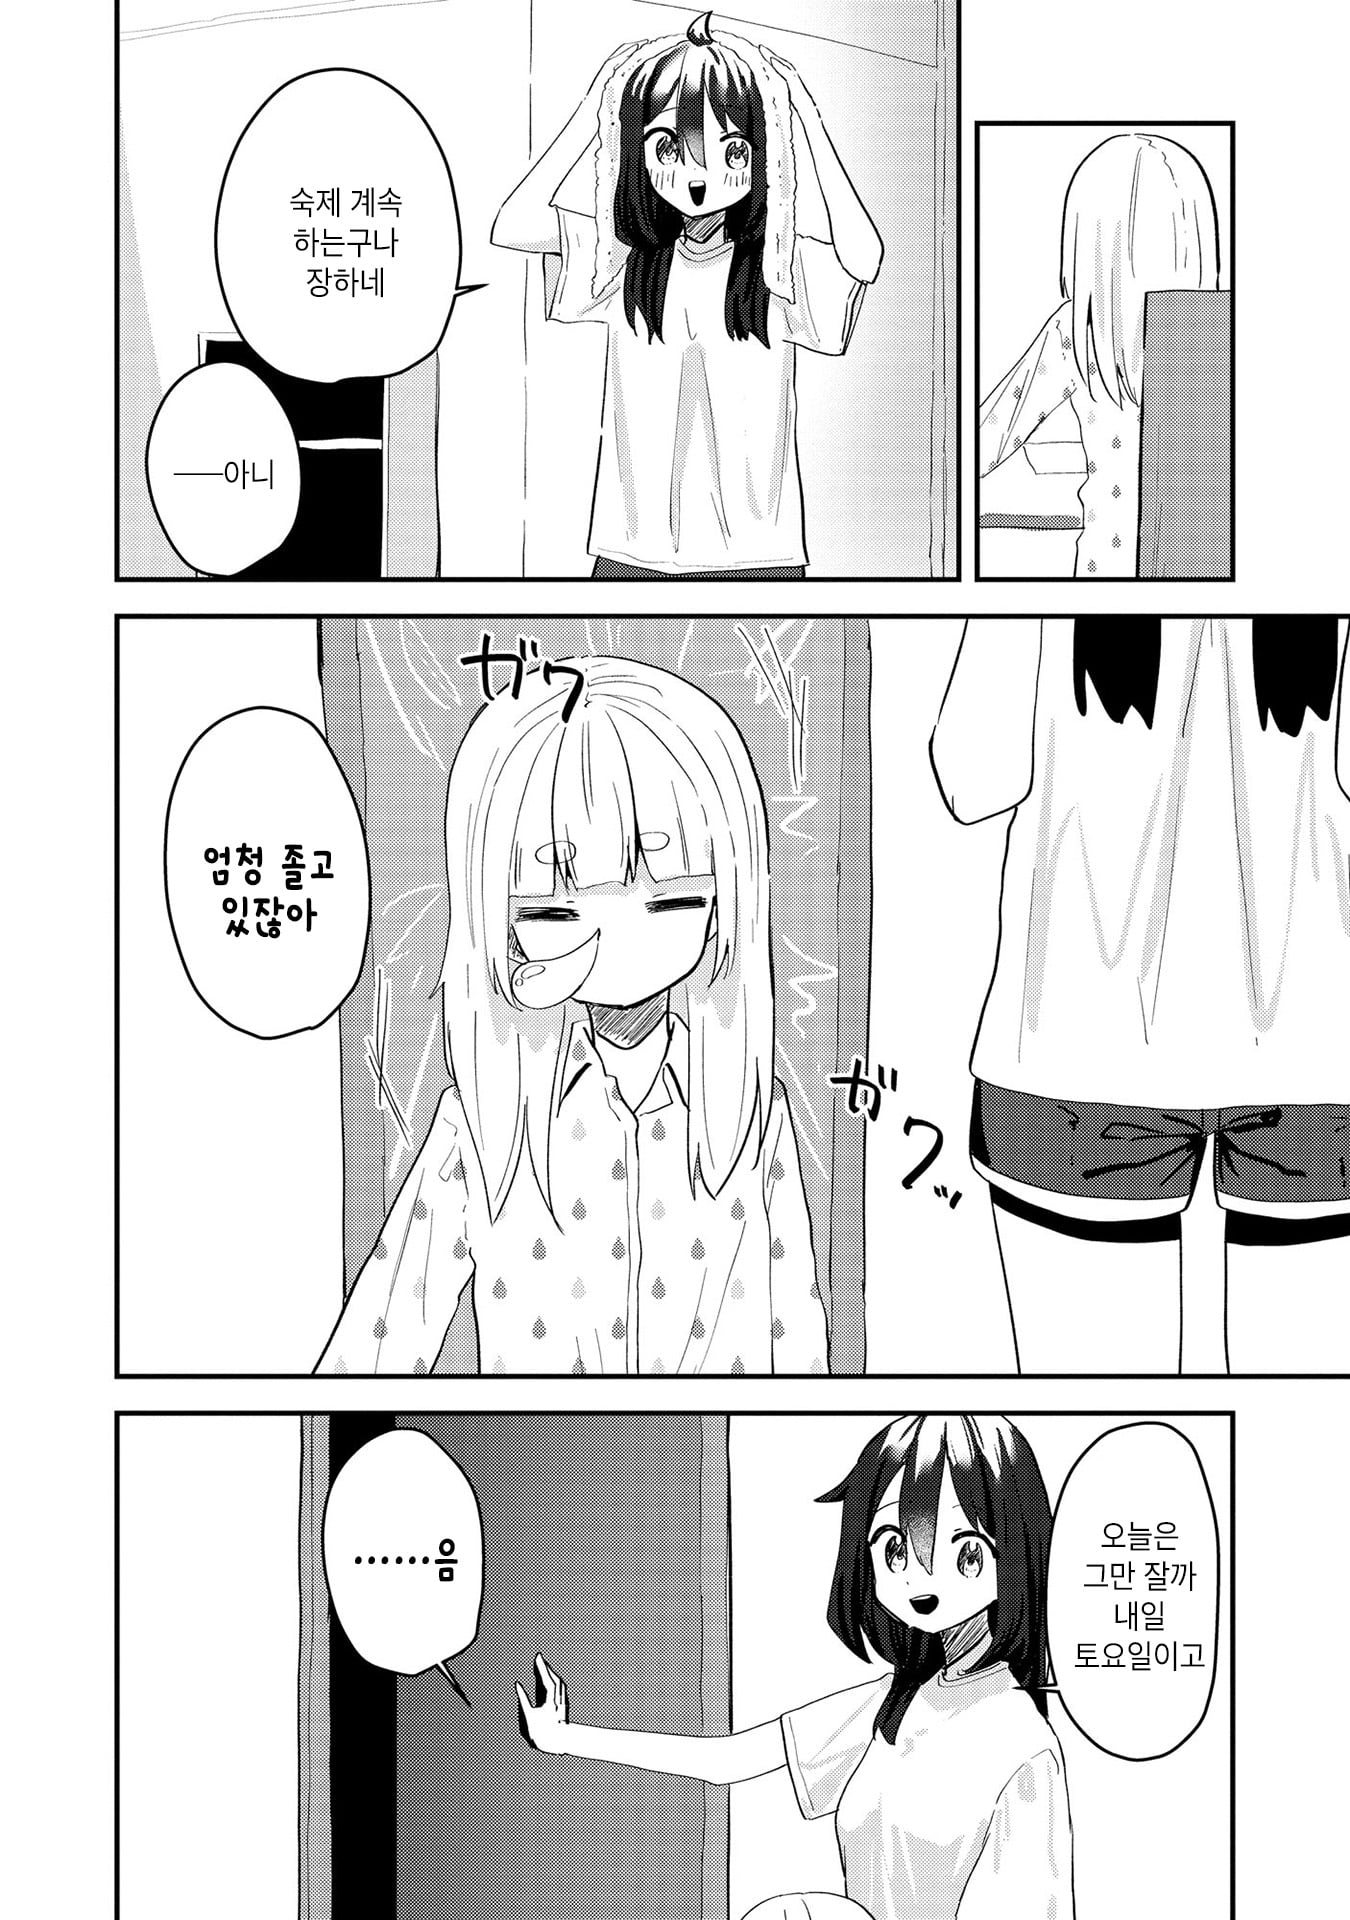 숙제 계속
하는구나
장하네
──아니
ガク
엄청 졸고
있잖아
ガクッ
오늘은
그만 잘까
내일
토요일이고
……음